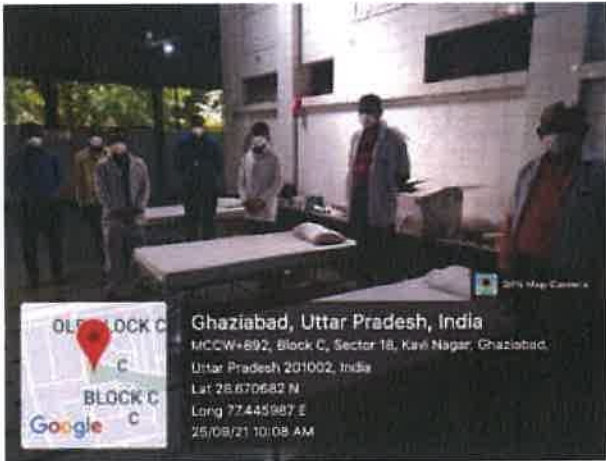 GPS Map Camera
OLD BLOCK C
C
BLOCK C
C
Google
Ghaziabad, Uttar Pradesh, India
MCCW+892, Block C, Sector 18, Kavi Nagar, Ghaziabad,
Uttar Pradesh 201002, India
Lat 28.670682 N
Long 77.445987 E
25/09/21 10:08 AM